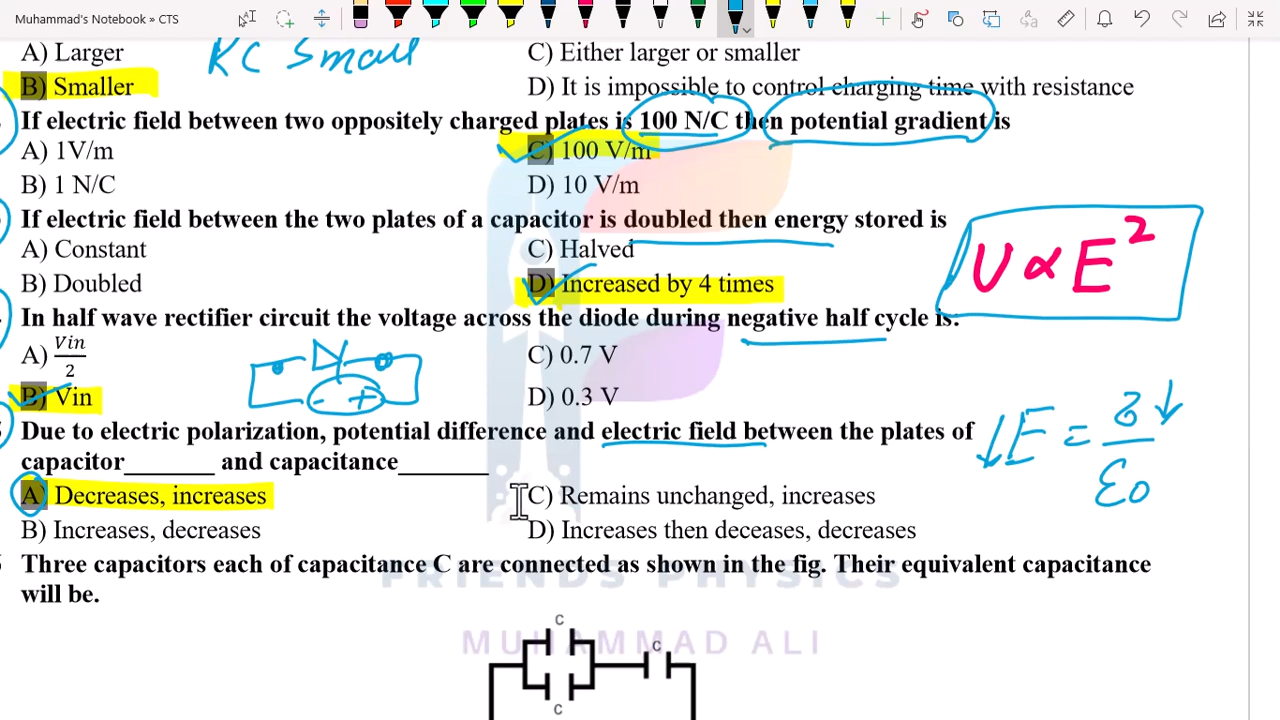 Muhammad's Notebook » CTS
A) Larger
RC Small
C) Either larger or smaller
B) Smaller
D) It is impossible to control charging time with resistance
If electric field between two oppositely charged plates is 100 N/C then potential gradient is
A) 1V/m
C) 100 V/m
B) 1 N/C
D) 10 V/m
If electric field between the two plates of a capacitor is doubled then energy stored is
A) Constant
C) Halved
B) Doubled
D) Increased by 4 times
U ∝ E²
In half wave rectifier circuit the voltage across the diode during negative half cycle is:
A) Vin/2
C) 0.7 V
- +
B) Vin
D) 0.3 V
Due to electric polarization, potential difference and electric field between the plates of
capacitor_______ and capacitance_______
↓E = σ↓/ε0
A) Decreases, increases
C) Remains unchanged, increases
B) Increases, decreases
D) Increases then deceases, decreases
Three capacitors each of capacitance C are connected as shown in the fig. Their equivalent capacitance
will be.
FRIENDS PHYSICS
MUHAMMAD ALI
C
C
C